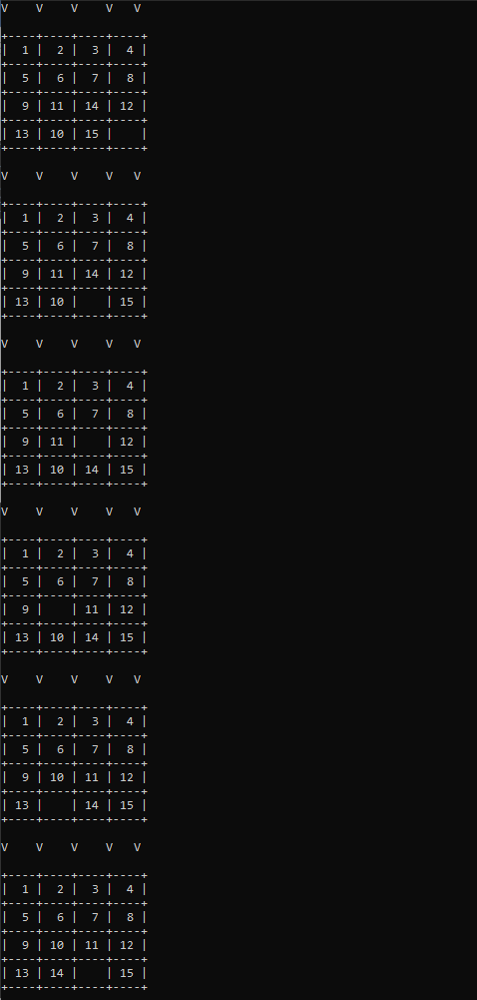 V    V    V    V   V
+----+----+----+----+
|  1 |  2 |  3 |  4 |
+----+----+----+----+
|  5 |  6 |  7 |  8 |
+----+----+----+----+
|  9 | 11 | 14 | 12 |
+----+----+----+----+
| 13 | 10 | 15 |    |
+----+----+----+----+
V    V    V    V   V
+----+----+----+----+
|  1 |  2 |  3 |  4 |
+----+----+----+----+
|  5 |  6 |  7 |  8 |
+----+----+----+----+
|  9 | 11 | 14 | 12 |
+----+----+----+----+
| 13 | 10 |    | 15 |
+----+----+----+----+
V    V    V    V   V
+----+----+----+----+
|  1 |  2 |  3 |  4 |
+----+----+----+----+
|  5 |  6 |  7 |  8 |
+----+----+----+----+
|  9 | 11 |    | 12 |
+----+----+----+----+
| 13 | 10 | 14 | 15 |
+----+----+----+----+
V    V    V    V   V
+----+----+----+----+
|  1 |  2 |  3 |  4 |
+----+----+----+----+
|  5 |  6 |  7 |  8 |
+----+----+----+----+
|  9 |    | 11 | 12 |
+----+----+----+----+
| 13 | 10 | 14 | 15 |
+----+----+----+----+
V    V    V    V   V
+----+----+----+----+
|  1 |  2 |  3 |  4 |
+----+----+----+----+
|  5 |  6 |  7 |  8 |
+----+----+----+----+
|  9 | 10 | 11 | 12 |
+----+----+----+----+
| 13 |    | 14 | 15 |
+----+----+----+----+
V    V    V    V   V
+----+----+----+----+
|  1 |  2 |  3 |  4 |
+----+----+----+----+
|  5 |  6 |  7 |  8 |
+----+----+----+----+
|  9 | 10 | 11 | 12 |
+----+----+----+----+
| 13 | 14 |    | 15 |
+----+----+----+----+